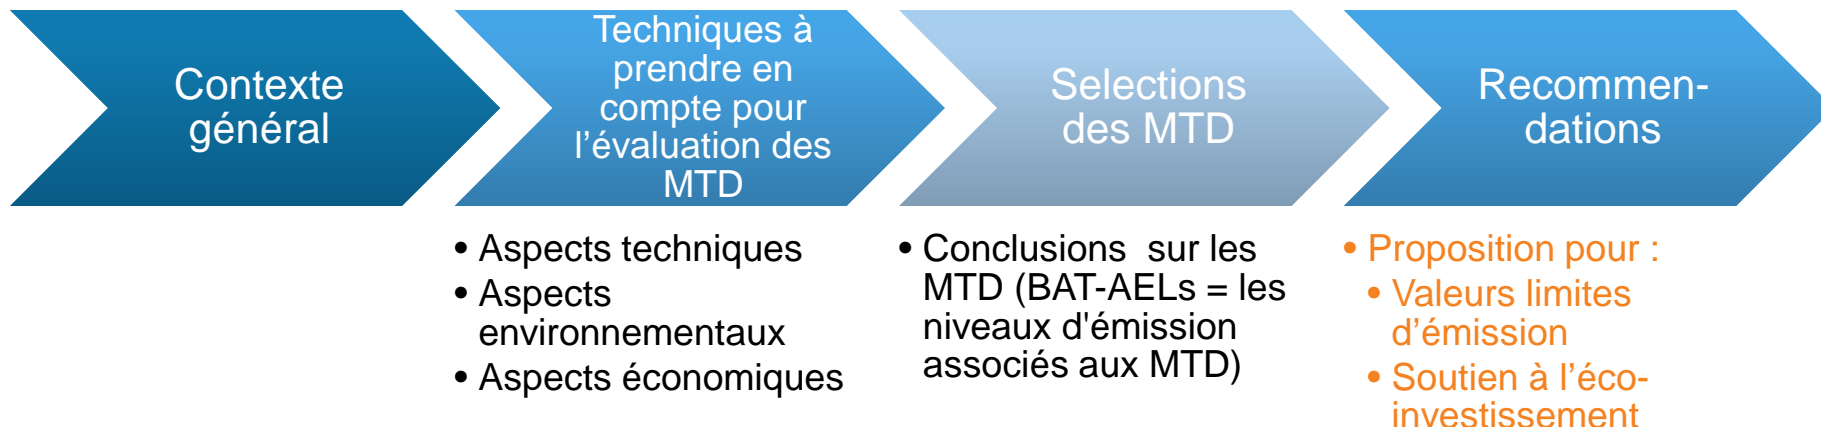 Contexte
général
Techniques à
prendre en
compte pour
l'évaluation des
MTD
Selections
des MTD
Recommen-
dations
• Aspects techniques
• Aspects
environnementaux
• Aspects économiques
• Conclusions  sur les
MTD (BAT-AELs = les
niveaux d'émission
associés aux MTD)
• Proposition pour :
• Valeurs limites
d’émission
• Soutien à l’éco-
investissement